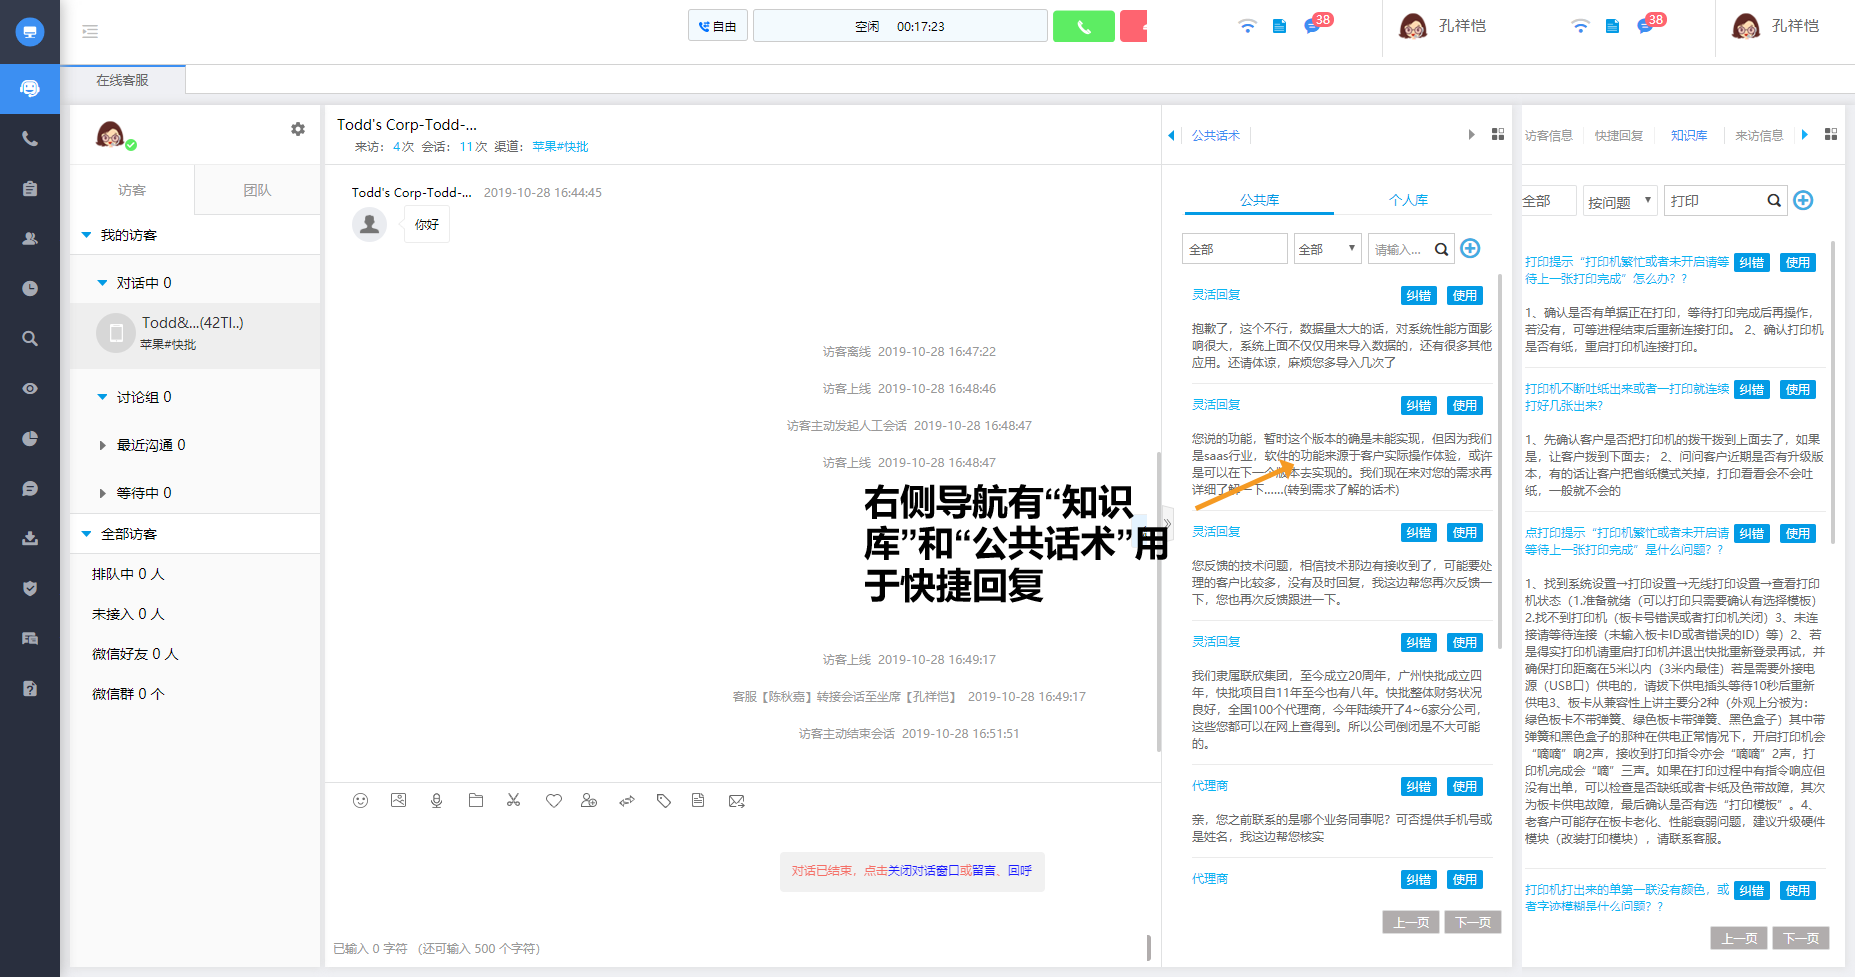 自由
空闲 00:17:23
38
孔祥恺
38
孔祥恺
在线客服
访客
团队
我的访客
对话中 0
Todd&...(42TI..)
苹果#快批
讨论组 0
最近沟通 0
等待中 0
全部访客
排队中 0 人
未接入 0 人
微信好友 0 人
微信群 0 个
Todd's Corp-Todd-...
来访： 4次 会话： 11次 渠道： 苹果#快批
Todd's Corp-Todd-... 2019-10-28 16:44:45
你好
访客离线 2019-10-28 16:47:22
访客上线 2019-10-28 16:48:46
访客主动发起人工会话 2019-10-28 16:48:47
访客上线 2019-10-28 16:48:47
右侧导航有“知识
库”和“公共话术”用
于快捷回复
访客上线 2019-10-28 16:49:17
客服【陈秋嘉】转接会话至坐席【孔祥恺】 2019-10-28 16:49:17
访客主动结束会话 2019-10-28 16:51:51
对话已结束，点击关闭对话窗口或留言、回呼
已输入 0 字符 （还可输入 500 个字符）
公共话术
公共库
个人库
全部
全部
请输入...
灵活回复
纠错 使用
抱歉了，这个不行，数据量太大的话，对系统性能方面影
响很大，系统上面不仅仅用来导入数据的，还有很多其他
应用。还请体谅，麻烦您多导入几次了
灵活回复
纠错 使用
您说的功能，暂时这个版本的确是未能实现，但因为我们
是saas行业，软件的功能来源于客户实际操作体验，或许
是可以在下一个版本去实现的。我们现在来对您的需求再
详细了解一下......(转到需求了解的话术)
灵活回复
纠错 使用
您反馈的技术问题，相信技术那边有接收到了，可能要处
理的客户比较多，没有及时回复，我这边帮您再次反馈一
下，您也再次反馈跟进一下。
灵活回复
纠错 使用
我们隶属联欣集团，至今成立20周年，广州快批成立四
年，快批项目自11年至今也有八年。快批整体财务状况
良好，全国100个代理商，今年陆续开了4~6家分公司，
这些您都可以在网上查得到。所以公司倒闭是不大可能
的。
代理商
纠错 使用
亲，您之前联系的是哪个业务同事呢？可否提供手机号或
是姓名，我这边帮您核实
代理商
纠错 使用
上一页 下一页
访客信息 快捷回复 知识库 来访信息
全部
按问题
打印
打印提示“打印机繁忙或者未开启请等
待上一张打印完成”怎么办？？
纠错 使用
1、确认是否有单据正在打印，等待打印完成后再操作，
若没有，可等进程结束后重新连接打印。 2、确认打印机
是否有纸，重启打印机连接打印。
打印机不断吐纸出来或者一打印就连续
打好几张出来?
纠错 使用
1、先确认客户是否把打印机的拨干拨到上面去了，如果
是，让客户拨到下面去； 2、问问客户近期是否有升级版
本，有的话让客户把省纸模式关掉，打印看看会不会吐
纸，一般就不会的
点打印提示“打印机繁忙或者未开启请
等待上一张打印完成”是什么问题？？
纠错 使用
1、找到系统设置→打印设置→无线打印设置→查看打印
机状态（1.准备就绪（可以打印只需要确认有选择模板）
2.找不到打印机（板卡号错误或者打印机关闭）3、未连
接请等待连接（未输入板卡ID或者错误的ID）等）2、若
是得实打印机请重启打印机并退出快批重新登录再试，并
确保打印距离在5米以内（3米内最佳）若是需要外接电
源（USB口）供电的，请拔下供电插头等待10秒后重新
供电3、板卡从兼容性上讲主要分2种（外观上分被为：
绿色板卡不带弹簧、绿色板卡带弹簧、黑色盒子）其中带
弹簧和黑色盒子的那种在供电正常情况下，开启打印机会
“嘀嘀”响2声，接收到打印指令亦会“嘀嘀”2声，打
印机完成会“嘀”三声。如果在打印过程中有指令响应但
没有出单，可以检查是否缺纸或者卡纸及色带故障，其次
为板卡供电故障，最后确认是否有选“打印模板”。4、
老客户可能存在板卡老化、性能衰弱问题，建议升级硬件
模块（改装打印模块），请联系客服。
打印机打出来的单第一联没有颜色，或
者字迹模糊是什么问题？？
纠错 使用
上一页 下一页